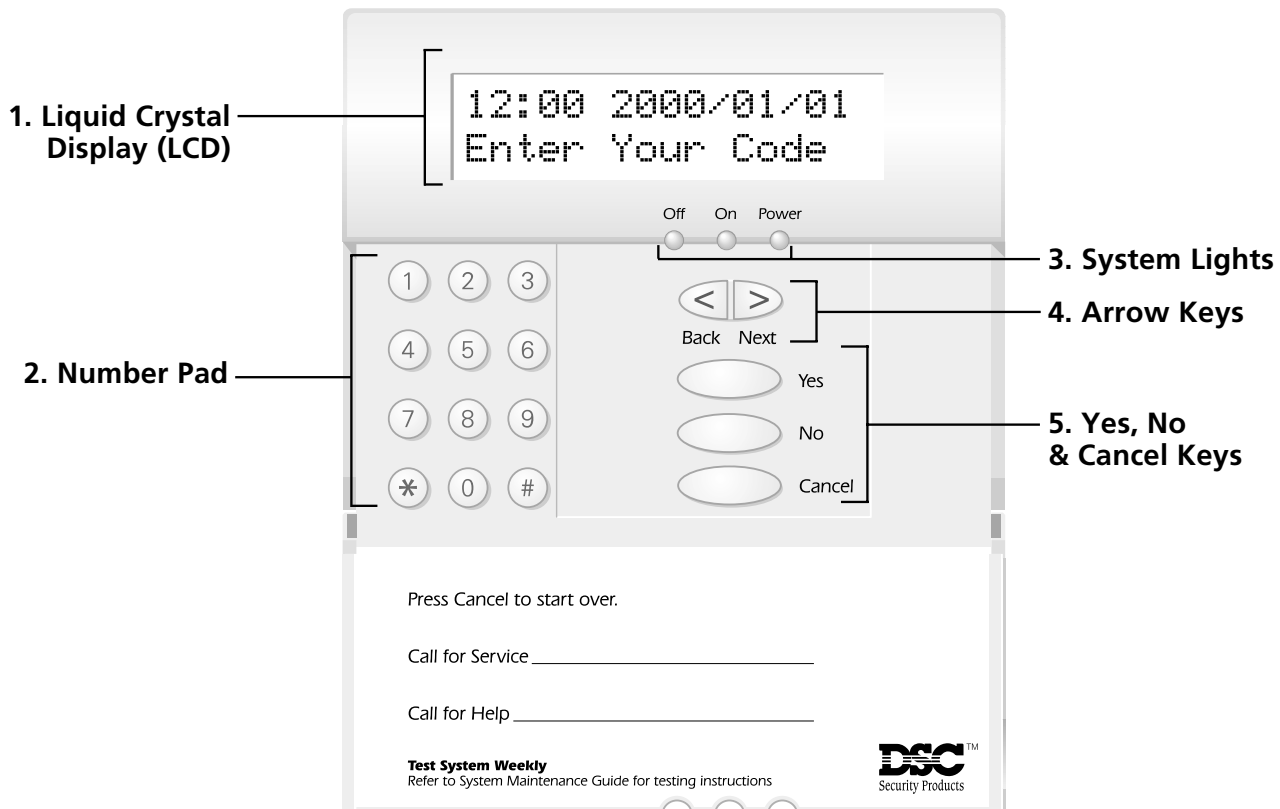 1. Liquid Crystal
Display (LCD)
12:00 2000/01/01
Enter Your Code
Off On Power
3. System Lights
1 2 3
< >
4. Arrow Keys
Back Next
2. Number Pad
4 5 6
Yes
7 8 9
No
5. Yes, No
& Cancel Keys
* 0 #
Cancel
Press Cancel to start over.
Call for Service
Call for Help
Test System Weekly
Refer to System Maintenance Guide for testing instructions
DSC™
Security Products